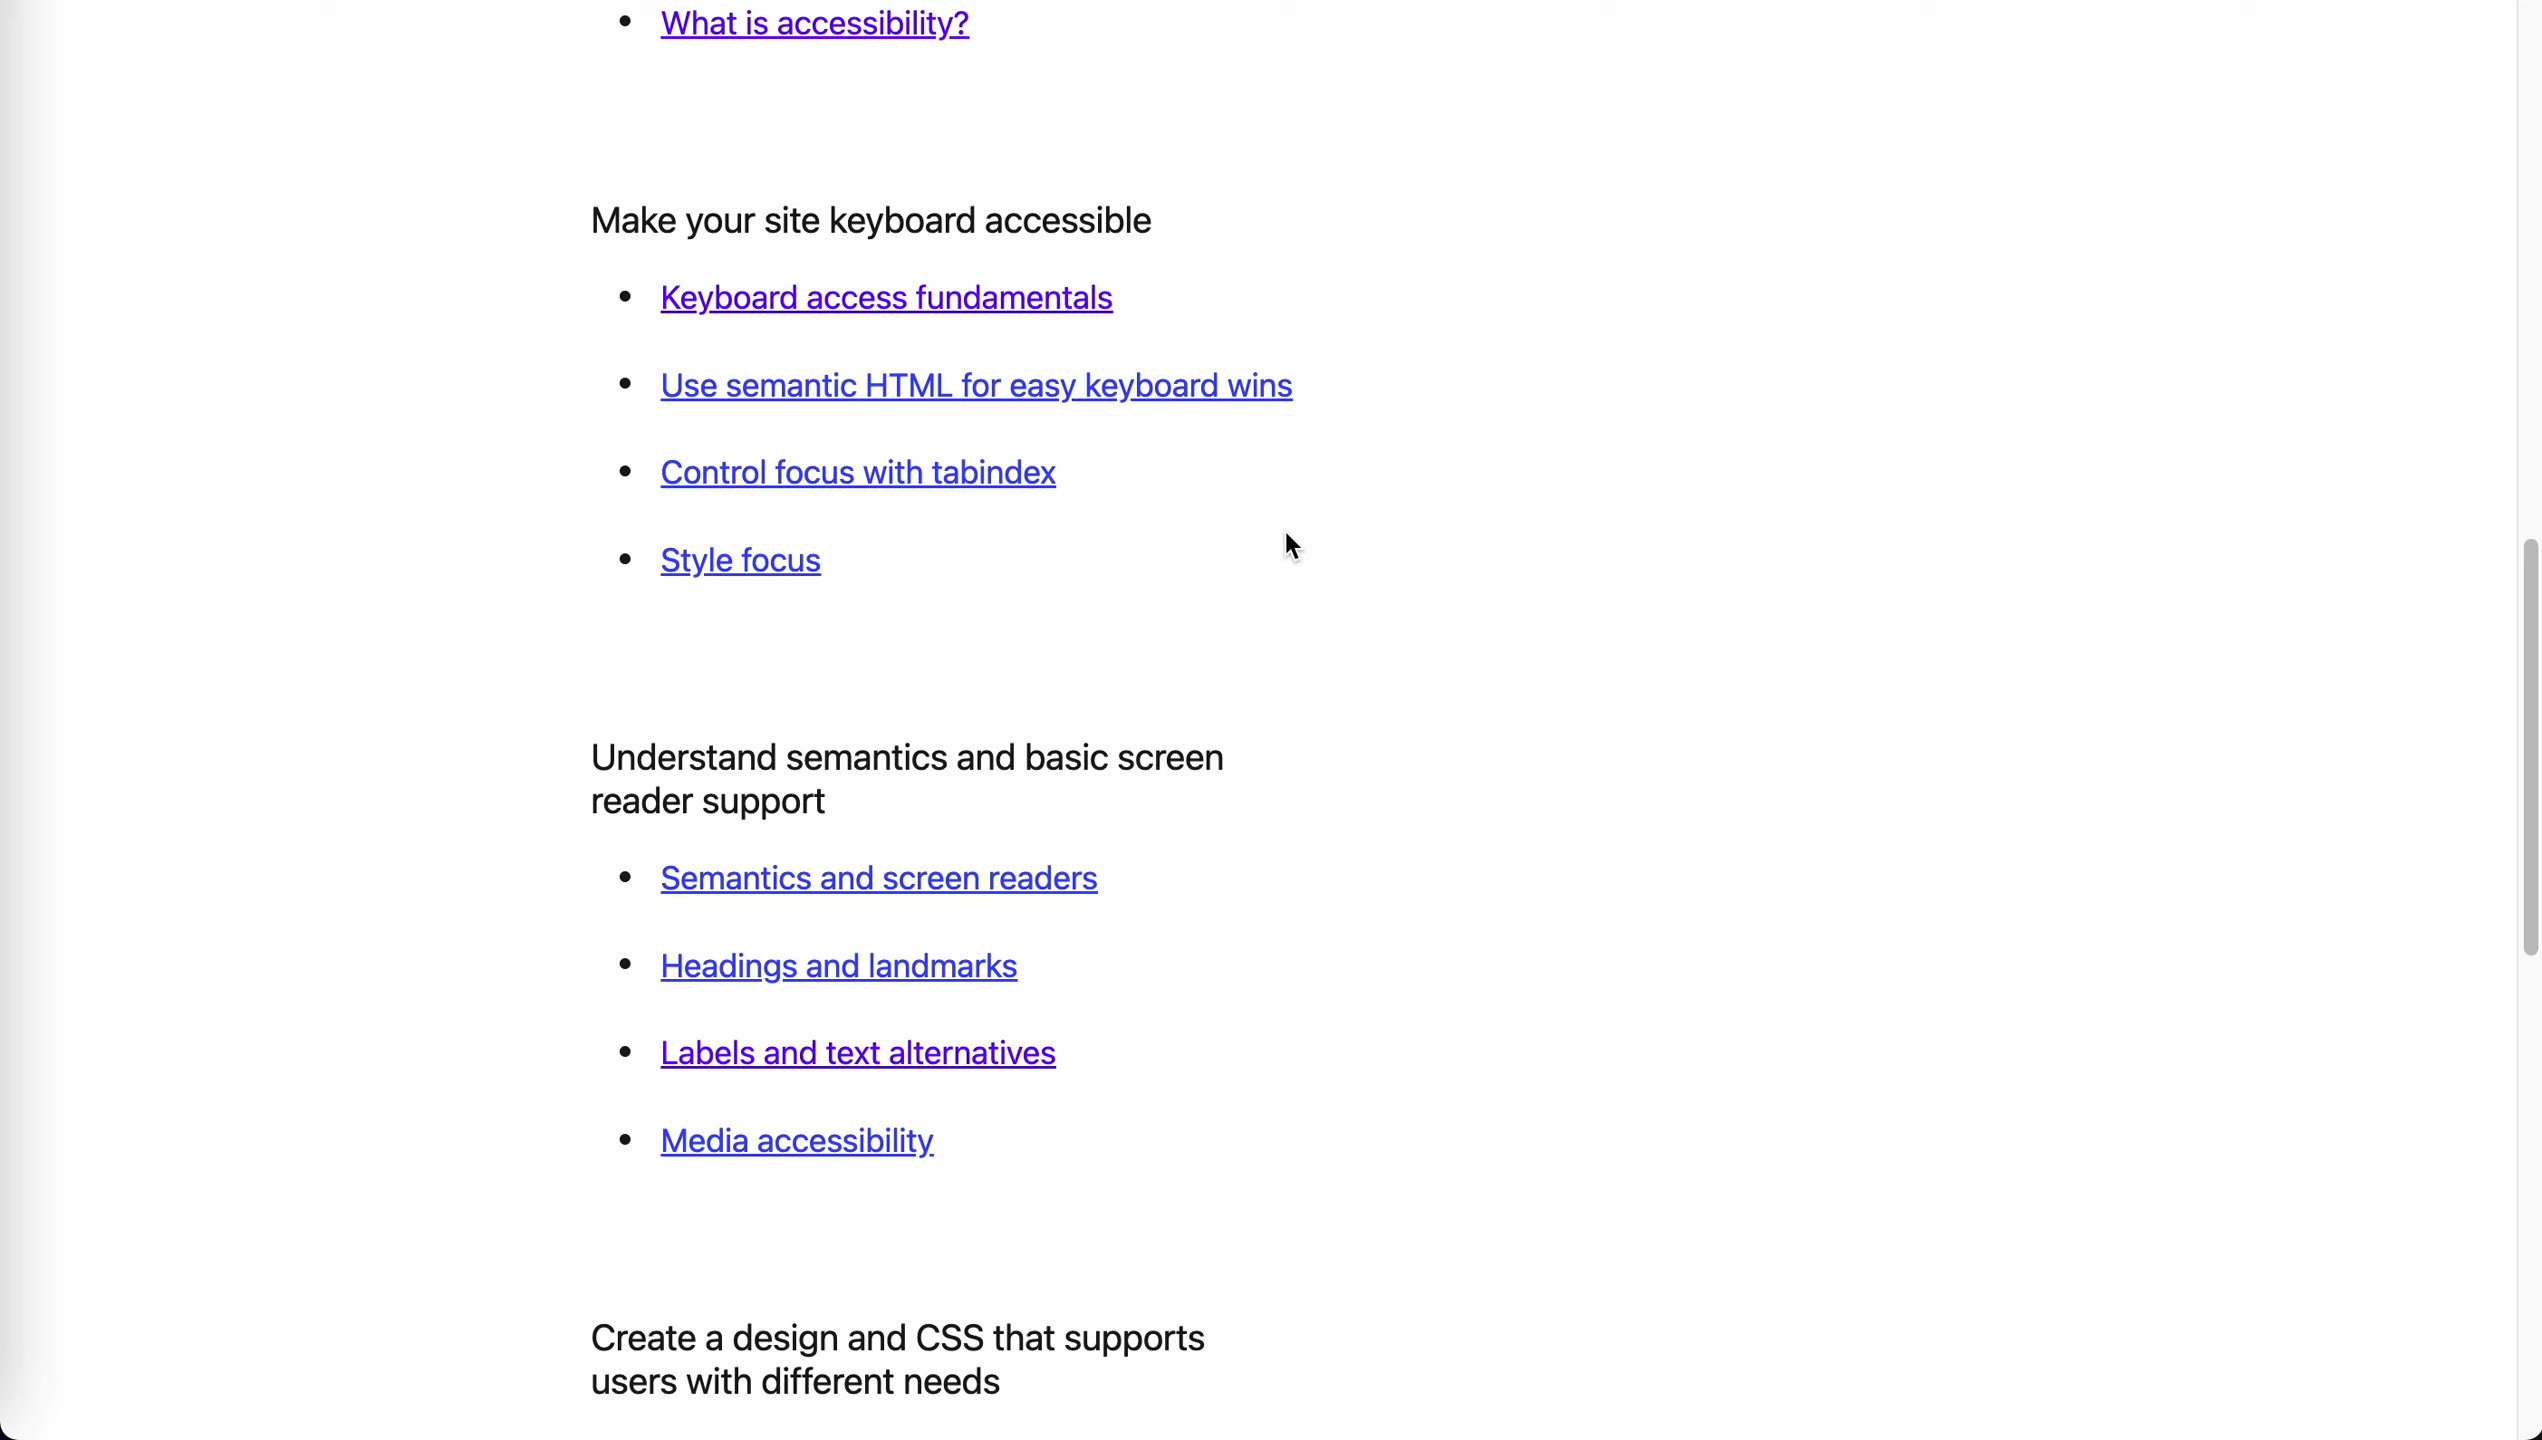 What is accessibility?
Make your site keyboard accessible
Keyboard access fundamentals
Use semantic HTML for easy keyboard wins
Control focus with tabindex
Style focus
Understand semantics and basic screen
reader support
Semantics and screen readers
Headings and landmarks
Labels and text alternatives
Media accessibility
Create a design and CSS that supports
users with different needs